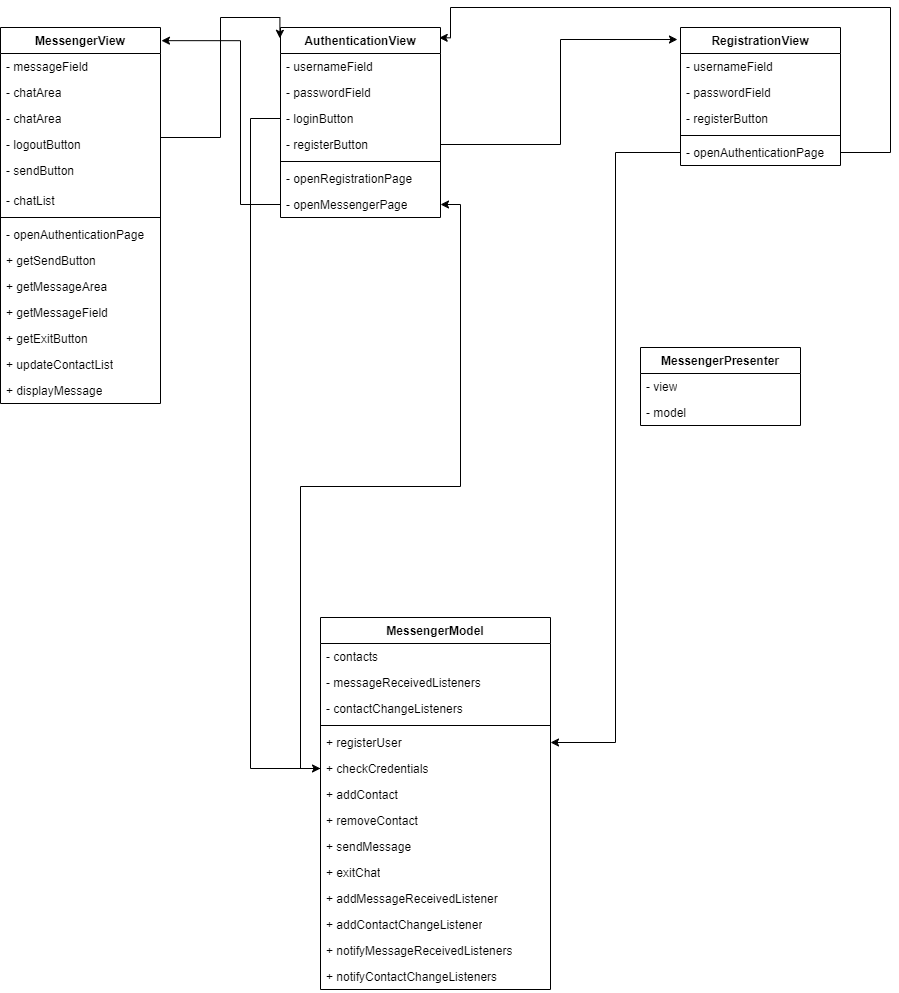 MessengerView
- messageField
- chatArea
- chatArea
- logoutButton
- sendButton
- chatList
- openAuthenticationPage
+ getSendButton
+ getMessageArea
+ getMessageField
+ getExitButton
+ updateContactList
+ displayMessage
AuthenticationView
- usernameField
- passwordField
- loginButton
- registerButton
- openRegistrationPage
- openMessengerPage
RegistrationView
- usernameField
- passwordField
- registerButton
- openAuthenticationPage
MessengerPresenter
- view
- model
MessengerModel
- contacts
- messageReceivedListeners
- contactChangeListeners
+ registerUser
+ checkCredentials
+ addContact
+ removeContact
+ sendMessage
+ exitChat
+ addMessageReceivedListener
+ addContactChangeListener
+ notifyMessageReceivedListeners
+ notifyContactChangeListeners